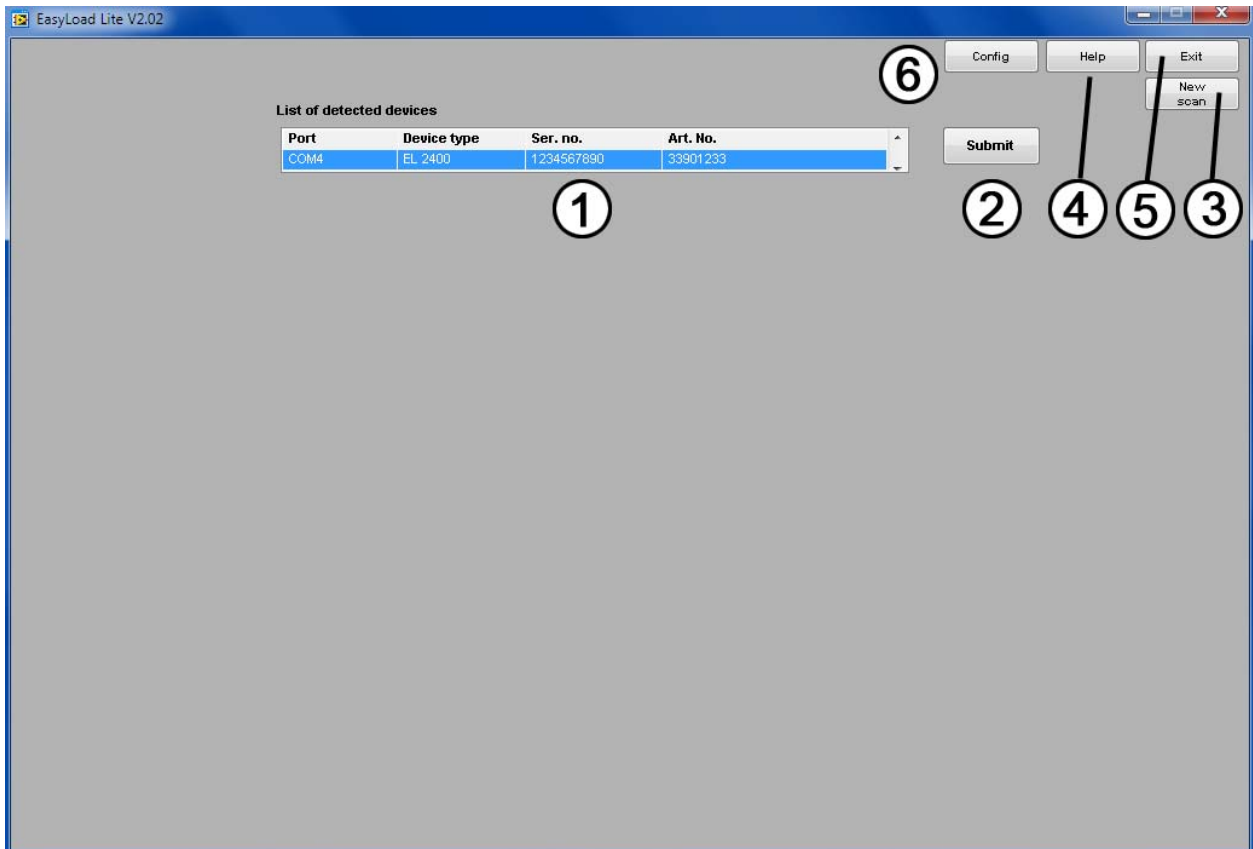 EasyLoad Lite V2.02
X
6
Config
Help
Exit
New
scan
List of detected devices
Port Device type Ser. no. Art. No.
COM4 EL 2400 1234567890 33901233
Submit
1
2
4
5
3